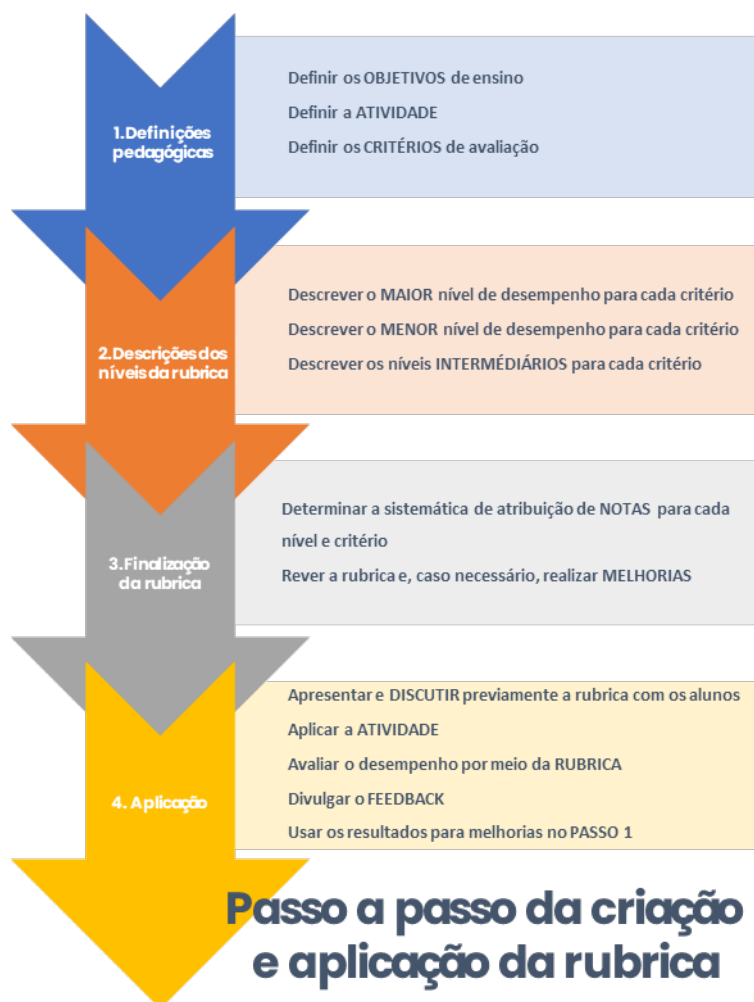 1.Definições
pedagógicas
Definir os OBJETIVOS de ensino
Definir a ATIVIDADE
Definir os CRITÉRIOS de avaliação
2.Descrições dos
níveis da rubrica
Descrever o MAIOR nível de desempenho para cada critério
Descrever o MENOR nível de desempenho para cada critério
Descrever os níveis INTERMÉDIÁRIOS para cada critério
3.Finalização
da rubrica
Determinar a sistemática de atribuição de NOTAS para cada
nível e critério
Rever a rubrica e, caso necessário, realizar MELHORIAS
4. Aplicação
Apresentar e DISCUTIR previamente a rubrica com os alunos
Aplicar a ATIVIDADE
Avaliar o desempenho por meio da RUBRICA
Divulgar o FEEDBACK
Usar os resultados para melhorias no PASSO 1
Passo a passo da criação
e aplicação da rubrica